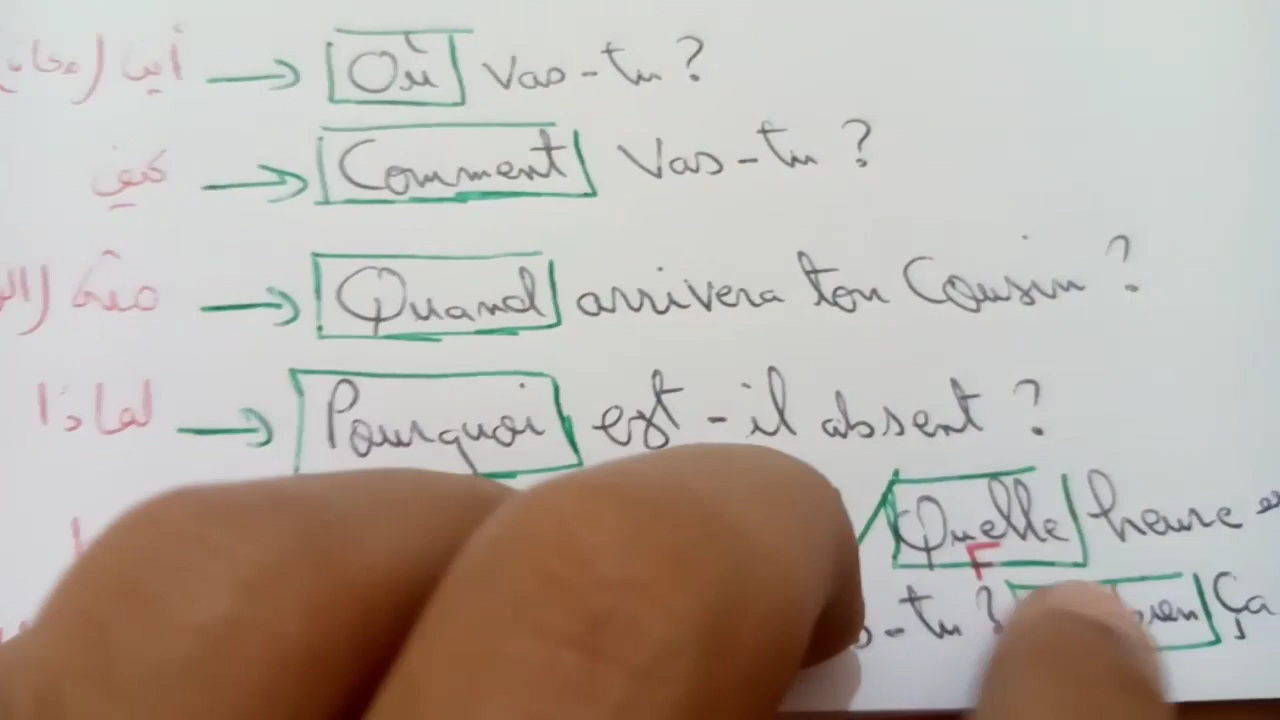 أين → Où vas-tu ?
كيف → Comment vas-tu ?
→ Quand arrivera ton Cousin ?
لماذا → Pourquoi est-il absent ?
Quelle heure
F
-tu ? Ça